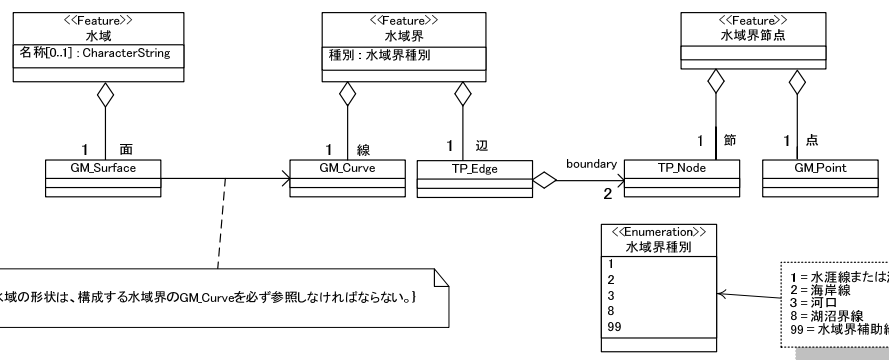 <<Feature>>
水域
名称[0..1] : CharacterString
<<Feature>>
水域界
種別 : 水域界種別
<<Feature>>
水域界節点
1 面
1 線
1 辺
1 節
1 点
GM_Surface
GM_Curve
TP_Edge
boundary
2
TP_Node
GM_Point
水域の形状は、構成する水域界のGM_Curveを必ず参照しなければならない。}
<<Enumeration>>
水域界種別
1
2
3
8
99
1 = 水涯線または
2 = 海岸線
3 = 河口
8 = 湖沼界線
99 = 水域界補助線